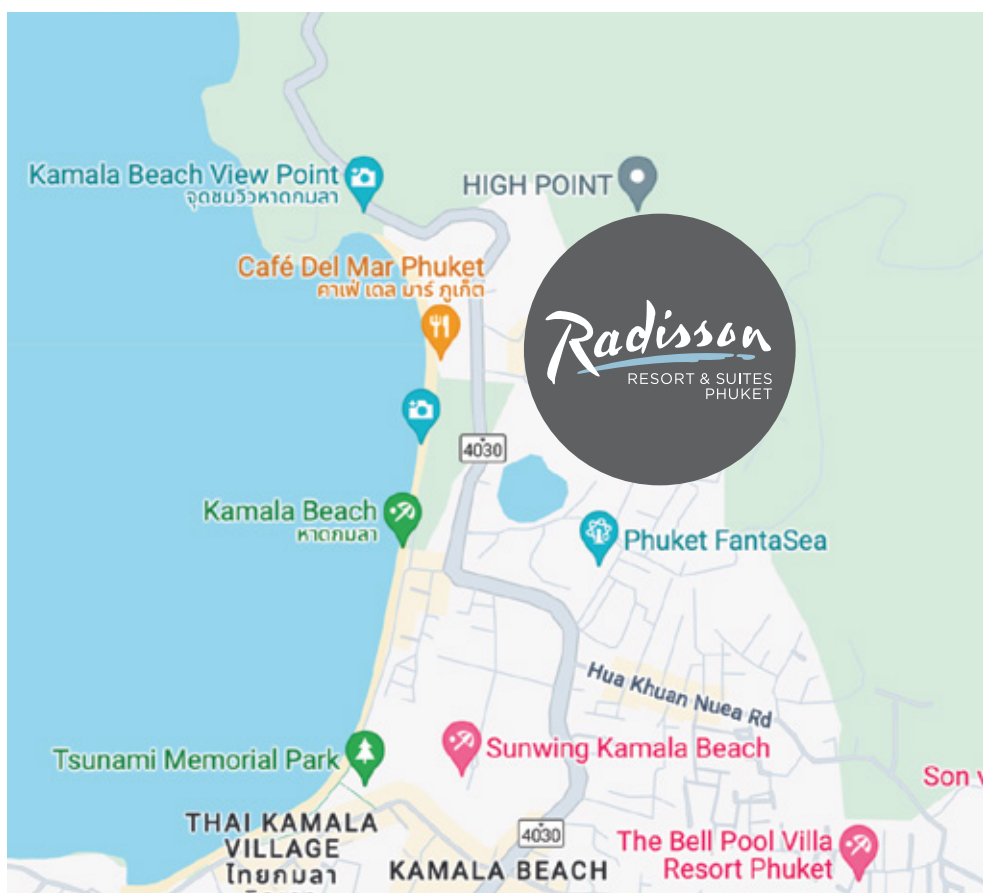 Kamala Beach View Point
จุดชมวิวหาดกมลา
HIGH POINT
Café Del Mar Phuket
คาเฟ่ เดล มาร์ ภูเก็ต
Radisson
RESORT & SUITES
PHUKET
4030
Kamala Beach
หาดกมลา
Phuket FantaSea
Hua Khuan Nuea Rd
Sunwing Kamala Beach
Tsunami Memorial Park
Son
THAI KAMALA
VILLAGE
ไทยกมลา
4030
KAMALA BEACH
The Bell Pool Villa
Resort Phuket